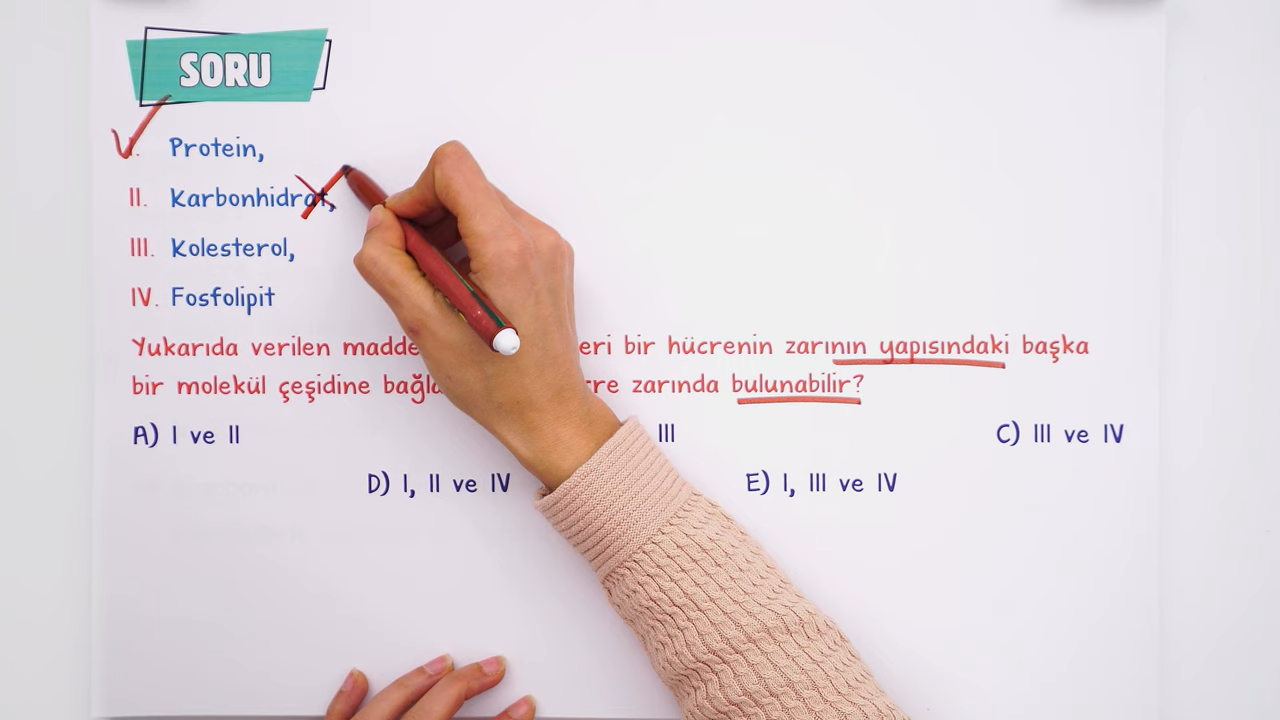 SORU
I. Protein,
II. Karbonhidrat,
III. Kolesterol,
IV. Fosfolipit
Yukarıda verilen madde eri bir hücrenin zarının yapısındaki başka
bir molekül çeşidine bağla re zarında bulunabilir?
A) I ve II III C) III ve IV
D) I, II ve IV E) I, III ve IV